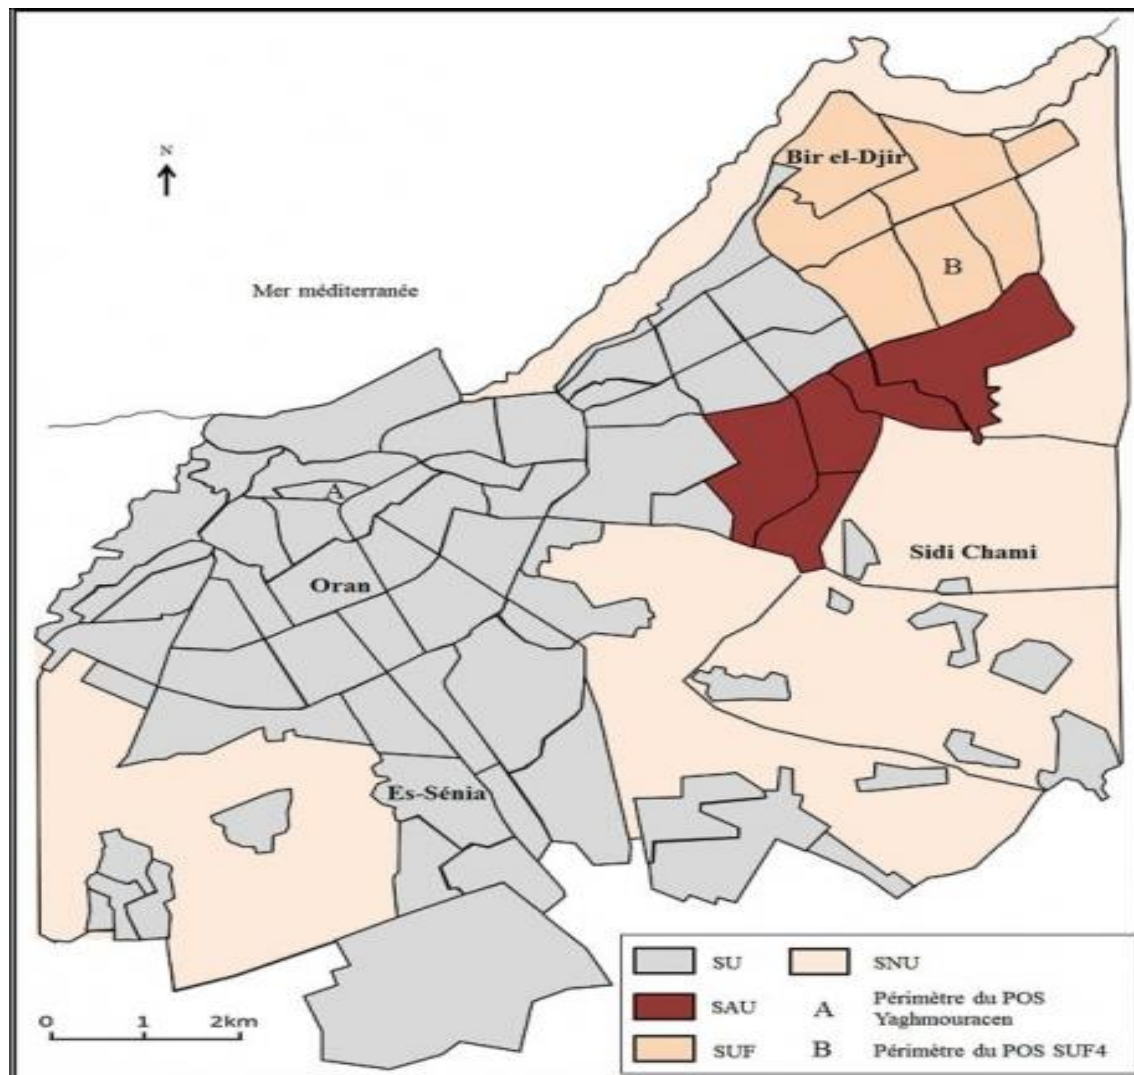 Bir el-Djir
N
B
Mer méditerranée
A
Sidi Chami
Oran
Es-Sénia
SU
SNU
SAU
A
Périmètre du POS
Yaghmouracen
0 1 2km
SUF
B
Périmètre du POS SUF4